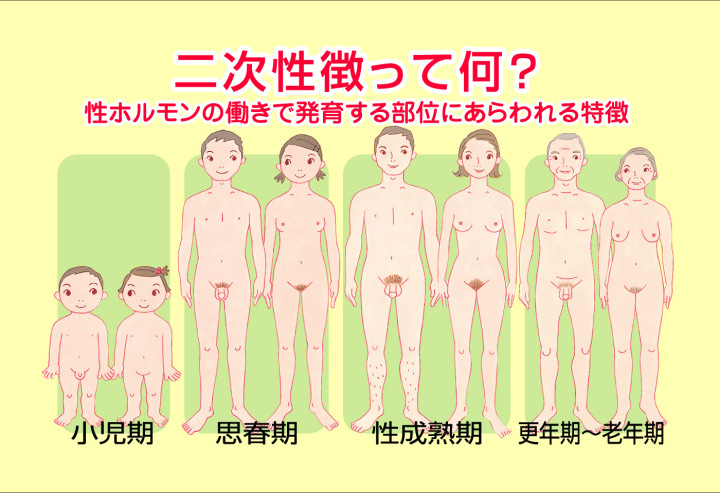 二次性徴って何？
性ホルモンの働きで発育する部位にあらわれる特徴
小児期
思春期
性成熟期
更年期～老年期